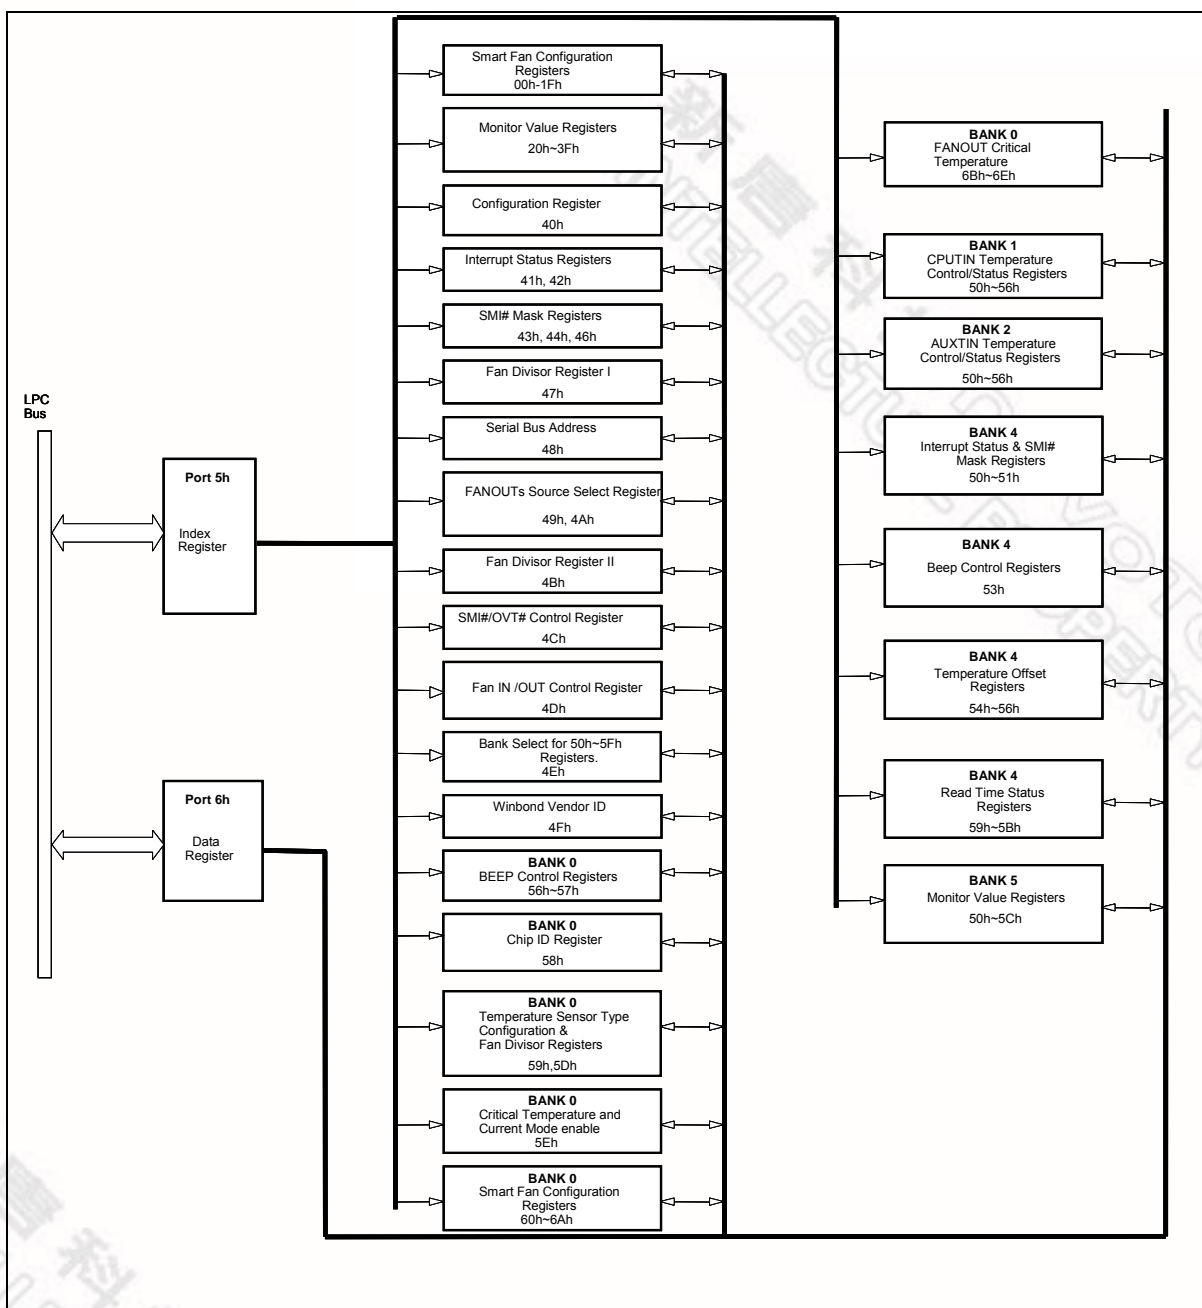 Smart Fan Configuration
Registers
00h-1Fh
Monitor Value Registers
20h~3Fh
Configuration Register
40h
Interrupt Status Registers
41h, 42h
SMI# Mask Registers
43h, 44h, 46h
Fan Divisor Register I
47h
Serial Bus Address
48h
FANOUTs Source Select Register
49h, 4Ah
Fan Divisor Register II
4Bh
SMI#/OVT# Control Register
4Ch
Fan IN /OUT Control Register
4Dh
Bank Select for 50h~5Fh
Registers.
4Eh
Winbond Vendor ID
4Fh
BANK 0
BEEP Control Registers
56h~57h
BANK 0
Chip ID Register
58h
BANK 0
Temperature Sensor Type
Configuration &
Fan Divisor Registers
59h,5Dh
BANK 0
Critical Temperature and
Current Mode enable
5Eh
BANK 0
Smart Fan Configuration
Registers
60h~6Ah
LPC
Bus
Port 5h
Index
Register
Port 6h
Data
Register
BANK 0
FANOUT Critical
Temperature
6Bh~6Eh
BANK 1
CPUTIN Temperature
Control/Status Registers
50h~56h
BANK 2
AUXTIN Temperature
Control/Status Registers
50h~56h
BANK 4
Interrupt Status & SMI#
Mask Registers
50h~51h
BANK 4
Beep Control Registers
53h
BANK 4
Temperature Offset
Registers
54h~56h
BANK 4
Read Time Status
Registers
59h~5Bh
BANK 5
Monitor Value Registers
50h~5Ch
新唐科